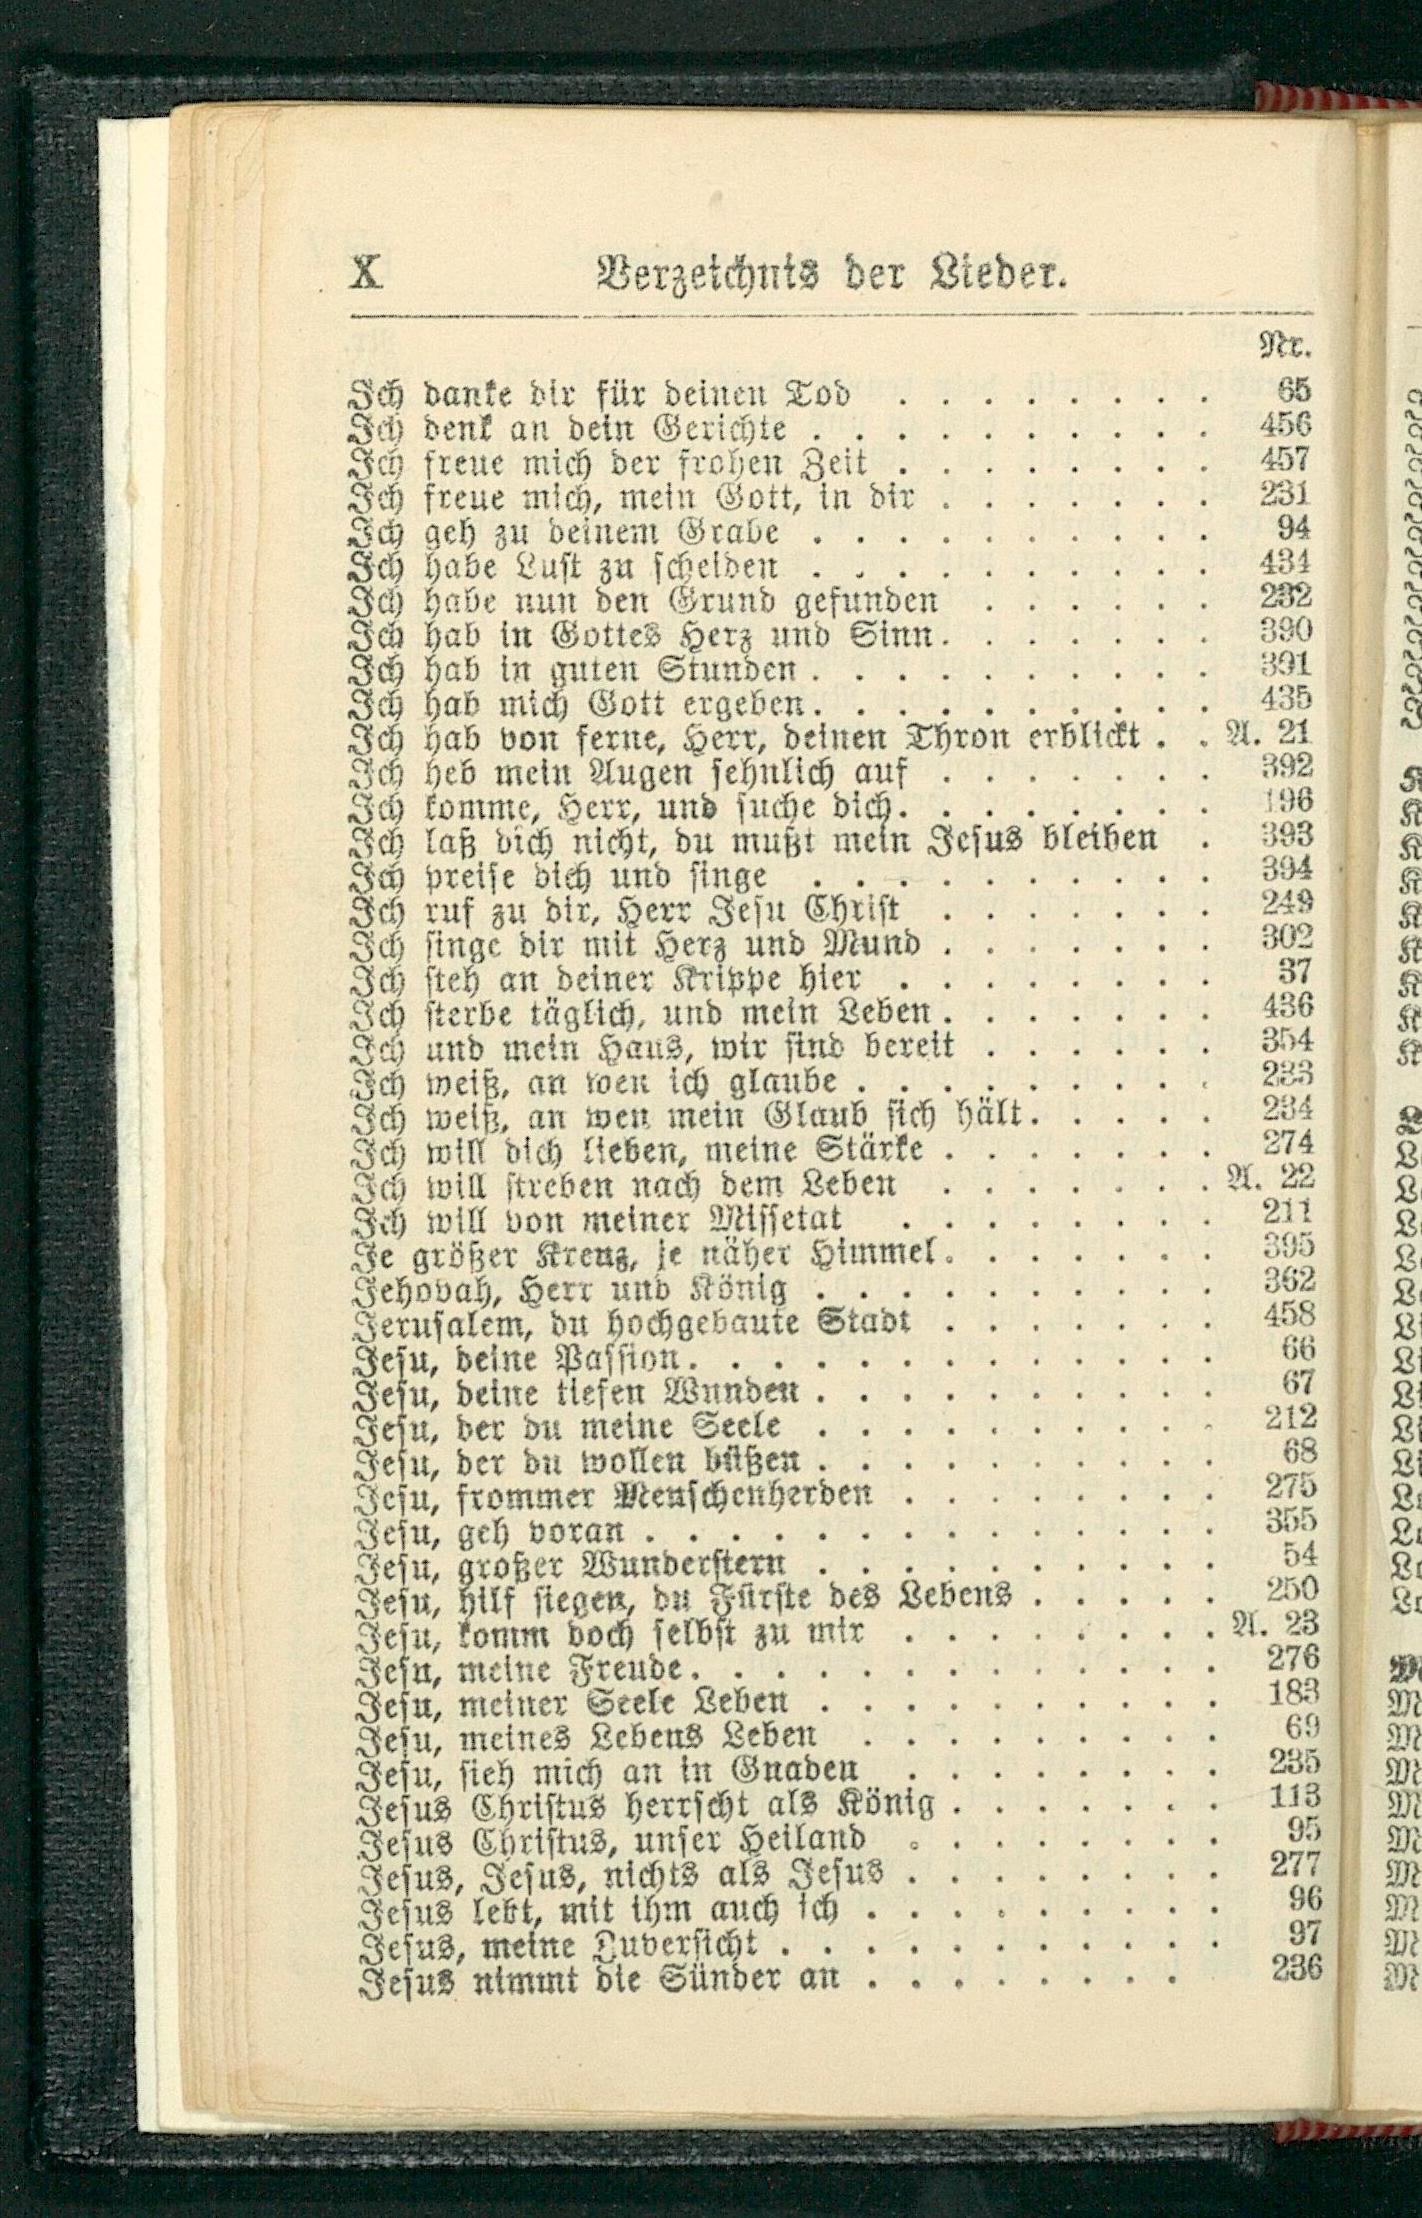 X Verzeichnis der Lieder.
Nr.
Ich danke dir für deinen Tod . . . . . . . . 65
Ich denk an dein Gerichte . . . . . . . . . . 456
Ich freue mich der frohen Zeit . . . . . . . . 457
Ich freue mich, mein Gott, in dir . . . . . . . 231
Ich geh zu deinem Grabe . . . . . . . . . . 94
Ich habe Lust zu scheiden . . . . . . . . . . 434
Ich habe nun den Grund gefunden . . . . . . 232
Ich hab in Gottes Herz und Sinn . . . . . . . 390
Ich hab in guten Stunden . . . . . . . . . . 391
Ich hab mich Gott ergeben . . . . . . . . . . 435
Ich hab von ferne, Herr, deinen Thron erblickt . . A. 21
Ich heb mein Augen sehnlich auf . . . . . . . 392
Ich komme, Herr, und suche dich . . . . . . . . 196
Ich laß dich nicht, du mußt mein Jesus bleiben . 393
Ich preise dich und singe . . . . . . . . . . 394
Ich ruf zu dir, Herr Jesu Christ . . . . . . . 249
Ich singe dir mit Herz und Mund . . . . . . . 302
Ich steh an deiner Krippe hier . . . . . . . . 37
Ich sterbe täglich, und mein Leben . . . . . . . 436
Ich und mein Haus, wir sind bereit . . . . . . 354
Ich weiß, an wen ich glaube . . . . . . . . . 233
Ich weiß, an wen mein Glaub sich hält . . . . . 234
Ich will dich lieben, meine Stärke . . . . . . . 274
Ich will streben nach dem Leben . . . . . . . A. 22
Ich will von meiner Missetat . . . . . . . . 211
Je größer Kreuz, je näher Himmel . . . . . . . 395
Jehovah, Herr und König . . . . . . . . . . 362
Jerusalem, du hochgebaute Stadt . . . . . . . 458
Jesu, deine Passion . . . . . . . . . . . . . 66
Jesu, deine tiefen Wunden . . . . . . . . . . 67
Jesu, der du meine Seele . . . . . . . . . . 212
Jesu, der du wollen büßen . . . . . . . . . . 68
Jesu, frommer Menschenherden . . . . . . . . 275
Jesu, geh voran . . . . . . . . . . . . . . 355
Jesu, großer Wunderstern . . . . . . . . . . 54
Jesu, hilf siegen, du Fürste des Lebens . . . . . 250
Jesu, komm doch selbst zu mir . . . . . . . . A. 23
Jesu, meine Freude . . . . . . . . . . . . . 276
Jesu, meiner Seele Leben . . . . . . . . . . 183
Jesu, meines Lebens Leben . . . . . . . . . 69
Jesu, sieh mich an in Gnaden . . . . . . . . 235
Jesus Christus herrscht als König . . . . . . . 113
Jesus Christus, unser Heiland . . . . . . . . 95
Jesus, Jesus, nichts als Jesus . . . . . . . . 277
Jesus lebt, mit ihm auch ich . . . . . . . . . 96
Jesus, meine Zuversicht . . . . . . . . . . . 97
Jesus nimmt die Sünder an . . . . . . . . 236